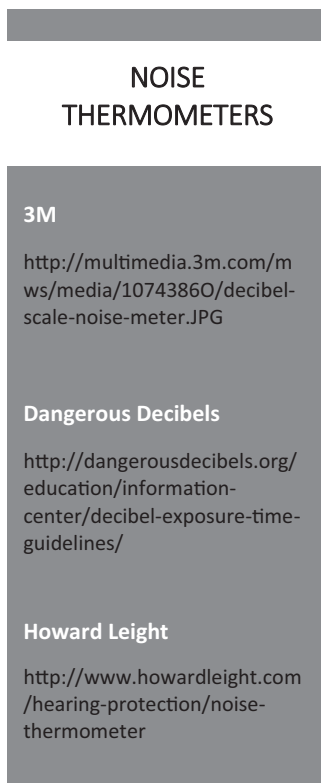 NOISE
THERMOMETERS
3M
http://multimedia.3m.com/m
ws/media/1074386O/decibel-
scale-noise-meter.JPG
Dangerous Decibels
http://dangerousdecibels.org/
education/information-
center/decibel-exposure-time-
guidelines/
Howard Leight
http://www.howardleight.com
/hearing-protection/noise-
thermometer